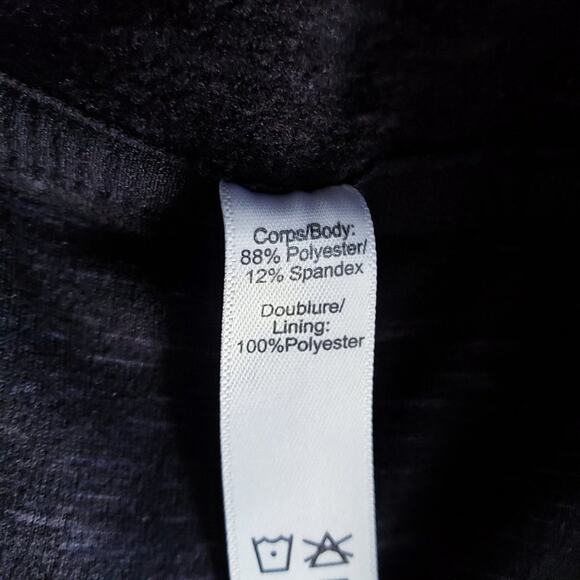 Corps/Body:
88% Polyester/
12% Spandex
Doublure/
Lining:
100%Polyester